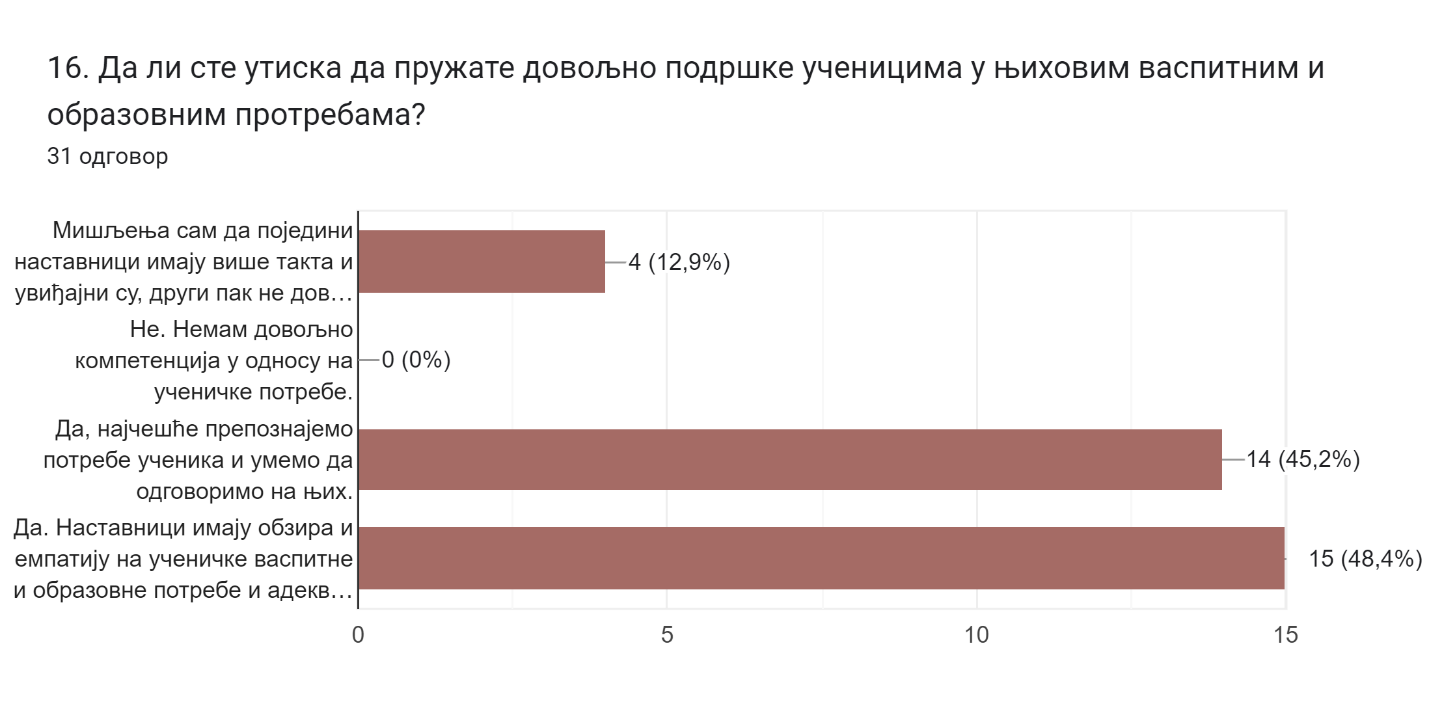 16. Да ли сте утиска да пружате довољно подршке ученицима у њиховим васпитним и
образовним протребама?
31 одговор
Мишљења сам да поједини
наставници имају више такта и
увиђајни су, други пак не дов…
4 (12,9%)
Не. Немам довољно
компетенција у односу на
ученичке потребе.
0 (0%)
Да, најчешће препознајемо
потребе ученика и умемо да
одговоримо на њих.
14 (45,2%)
Да. Наставници имају обзира и
емпатију на ученичке васпитне
и образовне потребе и адекв…
15 (48,4%)
0 5 10 15